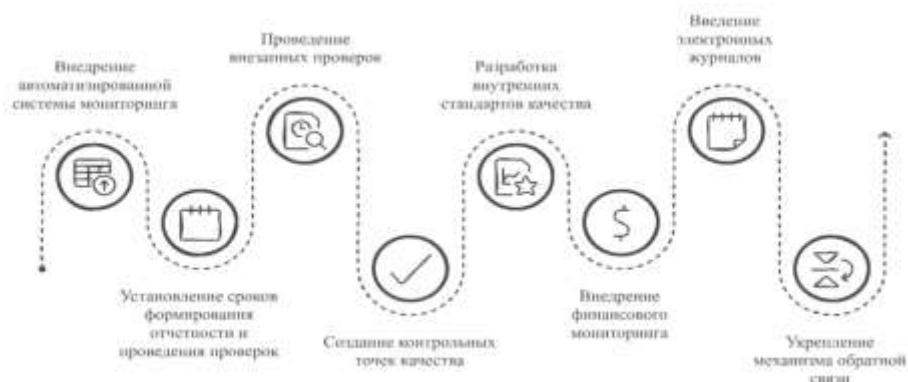 Внедрение
автоматизированной
системы мониторинга
Установление сроков
формирования
отчетности и
проведения проверок
Проведение
внезапных проверок
Создание контрольных
точек качества
Разработка
внутренних
стандартов качества
Внедрение
финансового
мониторинга
Введение
электронных
журналов
Укрепление
механизма обратной
связи